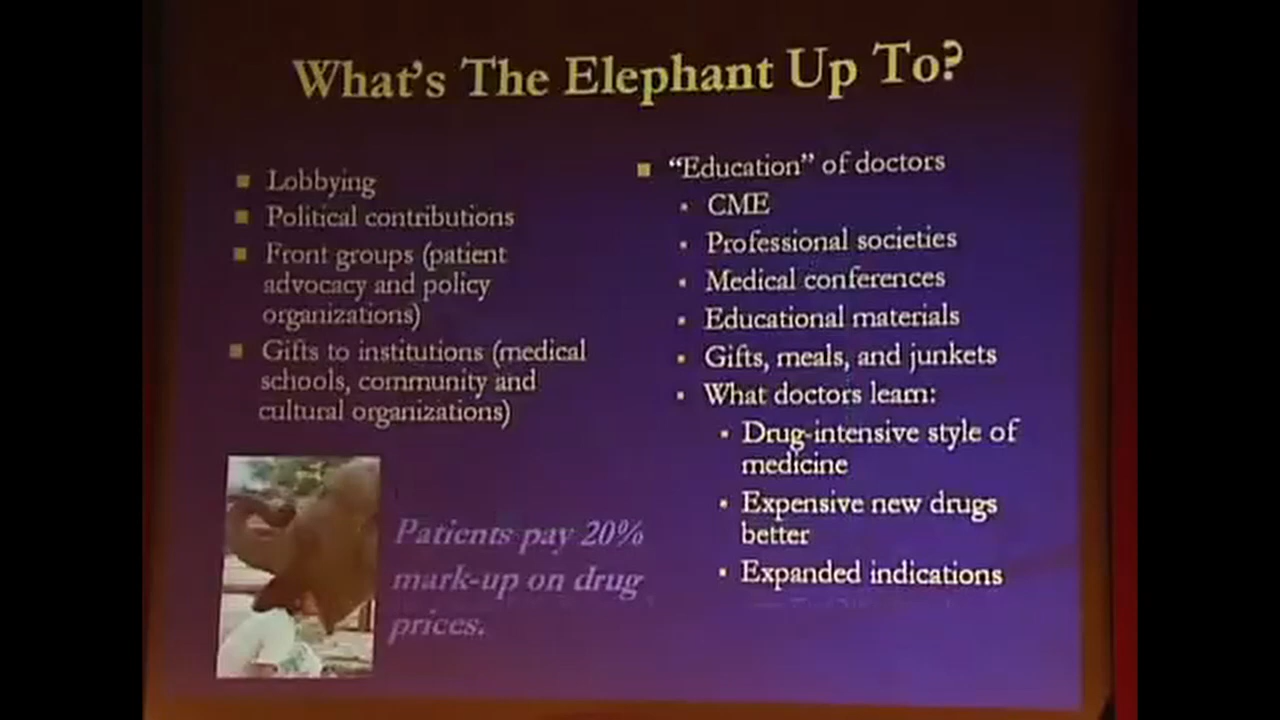 What's The Elephant Up To?
Lobbying
Political contributions
Front groups (patient
advocacy and policy
organizations)
Gifts to institutions (medical
schools, community and
cultural organizations)
Patients pay 20%
mark-up on drug
prices.
"Education" of doctors
CME
Professional societies
Medical conferences
Educational materials
Gifts, meals, and junkets
What doctors learn:
Drug-intensive style of
medicine
Expensive new drugs
better
Expanded indications